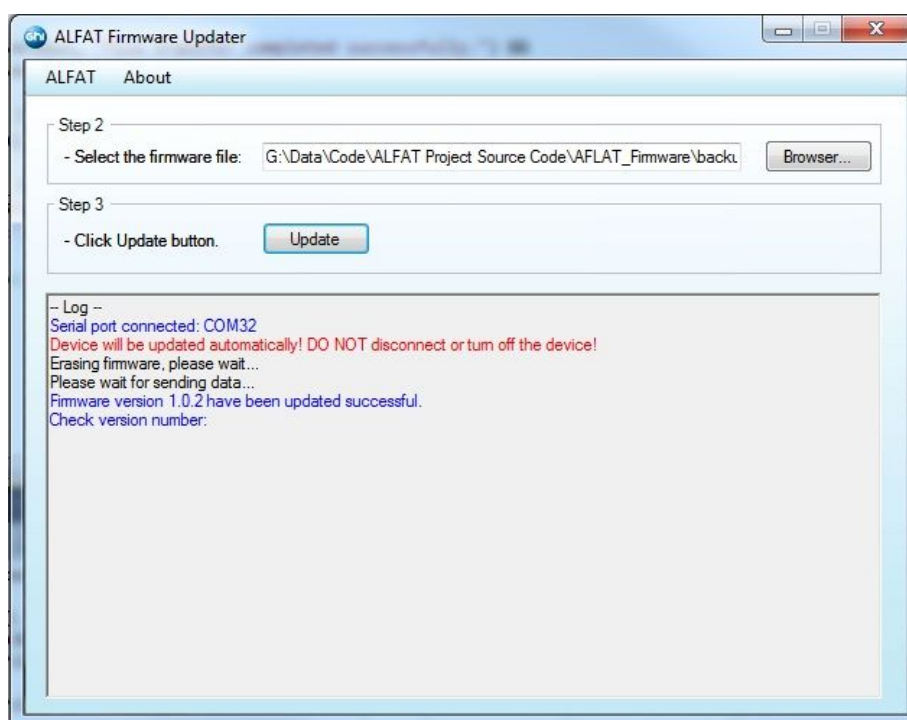 GHI ALFAT Firmware Updater
ALFAT About
Step 2
- Select the firmware file: G:\Data\Code\ALFAT Project Source Code\AFLAT_Firmware\backu Browser...
Step 3
- Click Update button. Update
-- Log --
Serial port connected: COM32
Device will be updated automatically! DO NOT disconnect or turn off the device!
Erasing firmware, please wait...
Please wait for sending data...
Firmware version 1.0.2 have been updated successful.
Check version number: